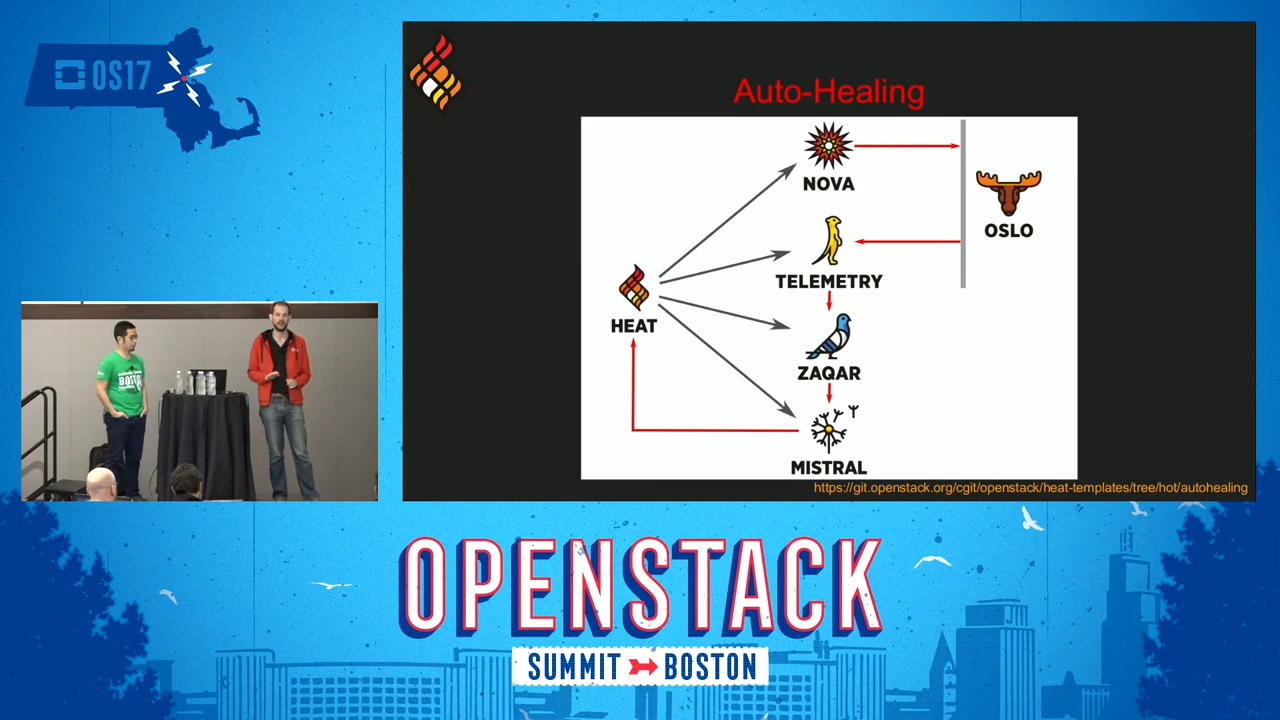 OS17
Auto-Healing
NOVA
OSLO
TELEMETRY
HEAT
ZAQAR
MISTRAL
https://git.openstack.org/cgit/openstack/heat-templates/tree/hot/autohealing
BOSTON
OPENSTACK
SUMMIT BOSTON